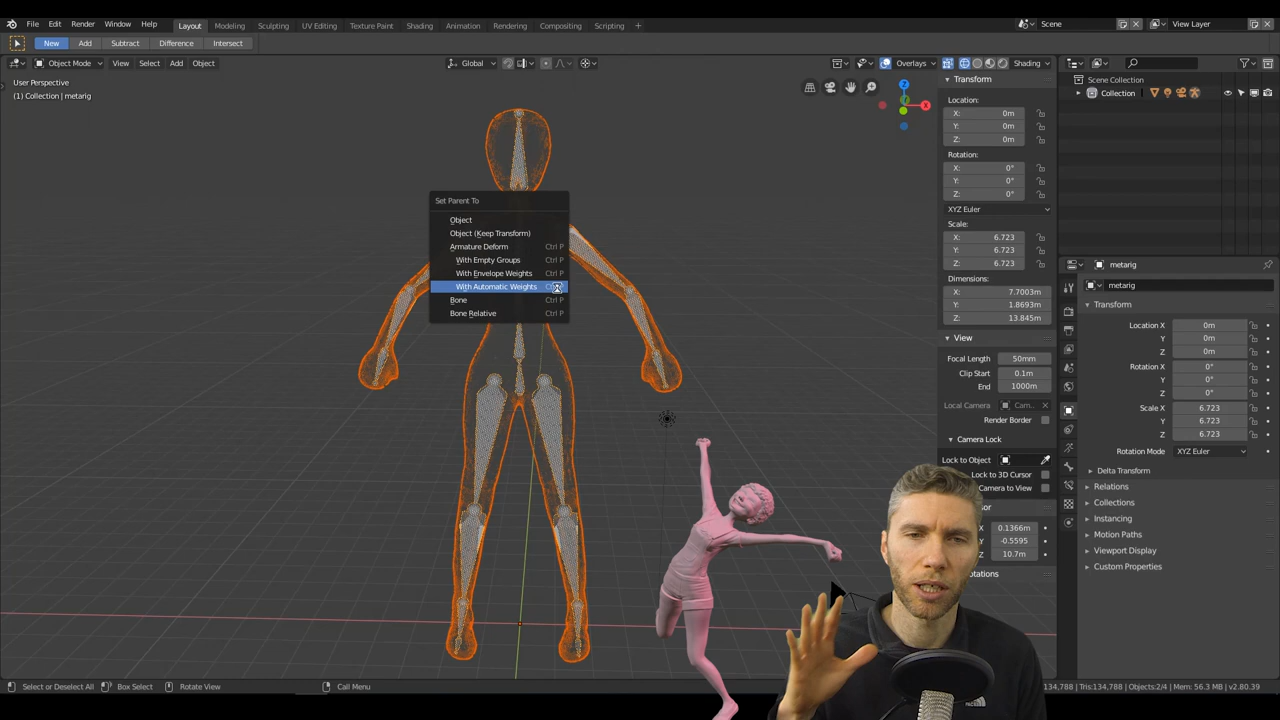 File Edit Render Window Help
Layout Modeling Sculpting UV Editing Texture Paint Shading Animation Rendering Compositing Scripting
Scene
View Layer
New Add Subtract Difference Intersect
Object Mode View Select Add Object
Global
Overlays
Shading
User Perspective
(1) Collection | metarig
Z
X
Set Parent To
Object
Object (Keep Transform)
Armature Deform Ctrl P
With Empty Groups Ctrl P
With Envelope Weights Ctrl P
With Automatic Weights
Bone Ctrl P
Bone Relative Ctrl P
Transform
Location:
X: 0m
Y: 0m
Z: 0m
Rotation:
X: 0°
Y: 0°
Z: 0°
XYZ Euler
Scale:
X: 6.723
Y: 6.723
Z: 6.723
Dimensions:
X: 7.7003m
Y: 1.8693m
Z: 13.845m
View
Focal Length 50mm
Clip Start 0.1m
End 1000m
Local Camera Cam...
Render Border
Camera Lock
Lock to Object
Lock to 3D Cursor
Camera to View
X 0.1366m
Y -0.5595
Z 10.7m
Scene Collection
Collection
metarig
metarig
Transform
Location X 0m
Y 0m
Z 0m
Rotation X 0°
Y 0°
Z 0°
Scale X 6.723
Y 6.723
Z 6.723
Rotation Mode XYZ Euler
Delta Transform
Relations
Collections
Instancing
Motion Paths
Viewport Display
Custom Properties
Select or Deselect All Box Select Rotate View Call Menu
134,788 | Tris:134,788 | Objects:2/4 | Mem: 56.3 MB | v2.80.39